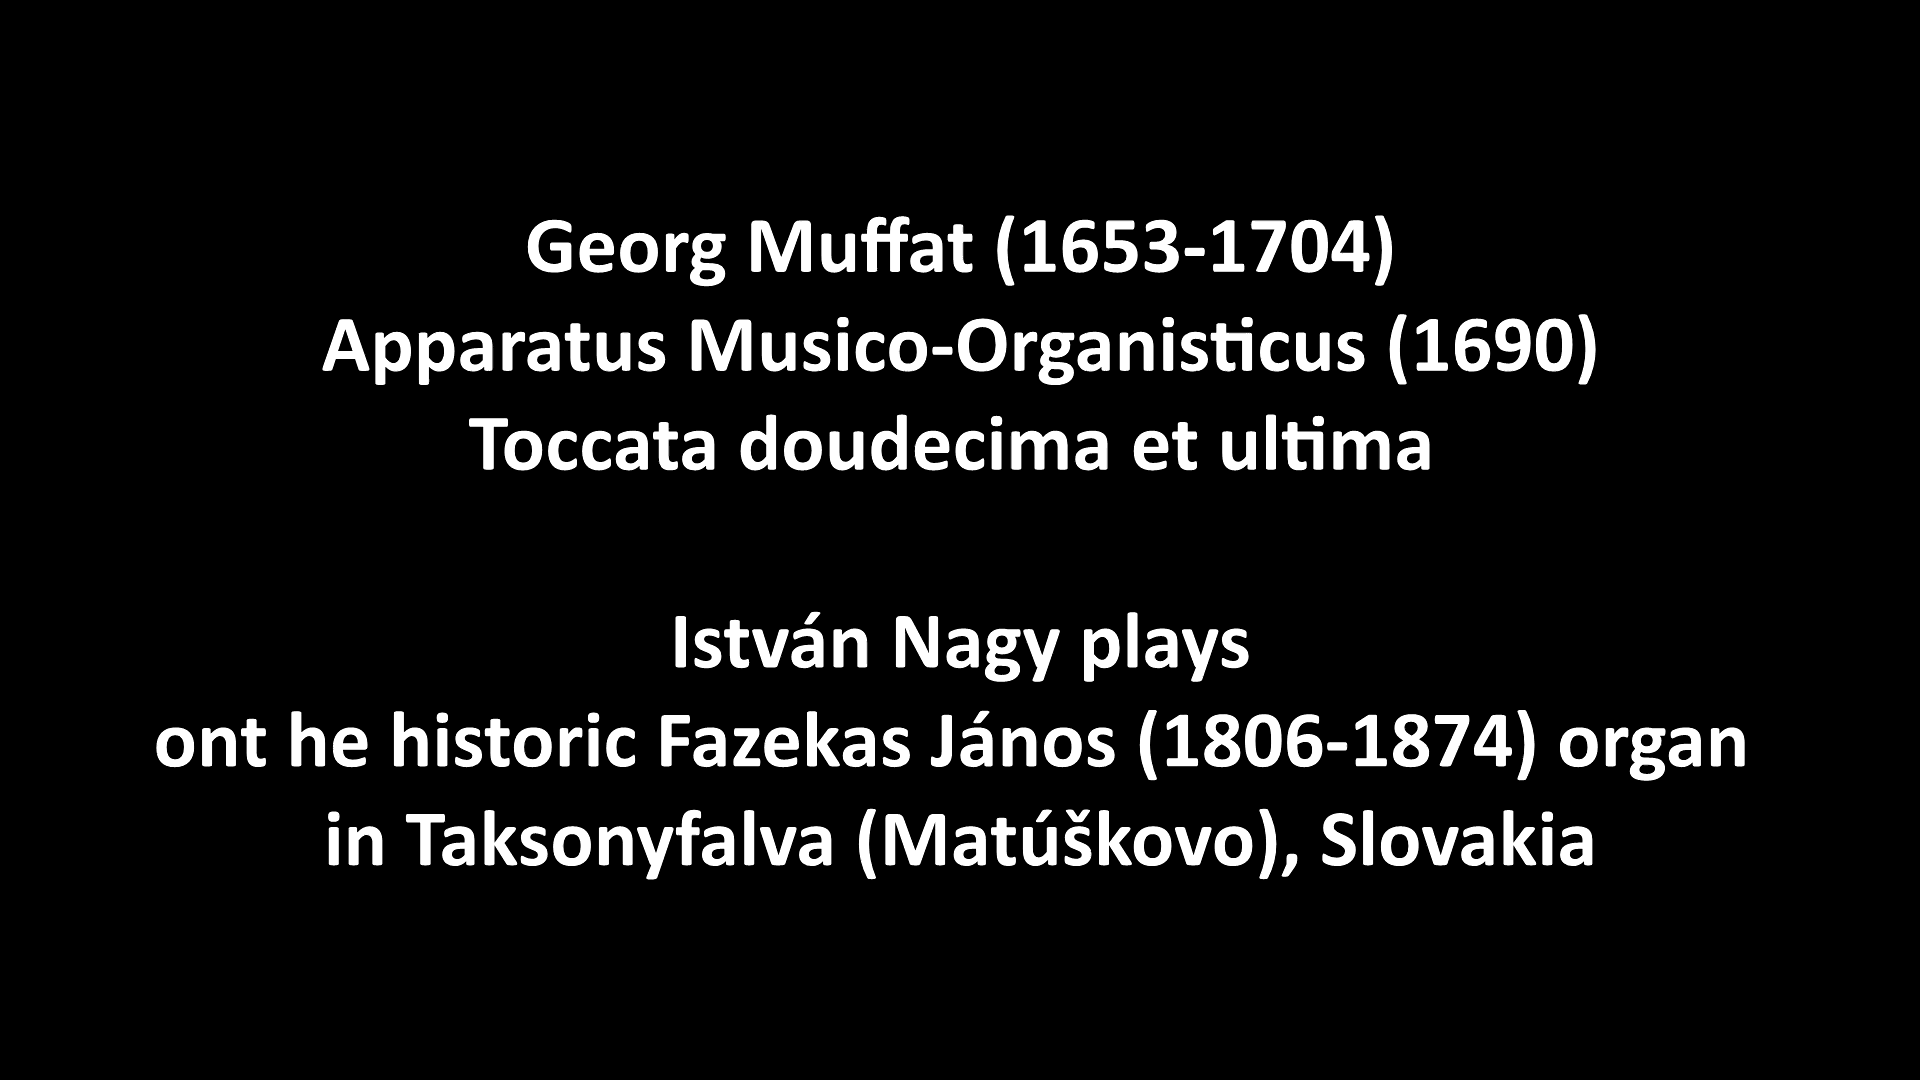 Georg Muffat (1653-1704)
Apparatus Musico-Organisticus (1690)
Toccata doudecima et ultima
István Nagy plays
ont he historic Fazekas János (1806-1874) organ
in Taksonyfalva (Matúškovo), Slovakia